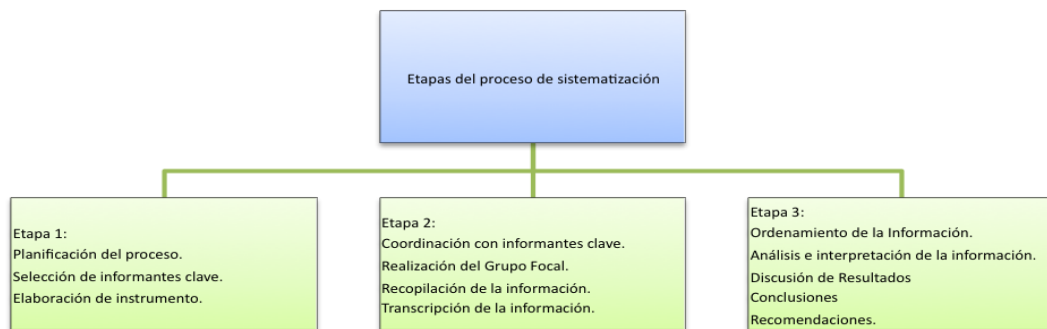 Etapas del proceso de sistematización
Etapa 1:
Planificación del proceso.
Selección de informantes clave.
Elaboración de instrumento.
Etapa 2:
Coordinación con informantes clave.
Realización del Grupo Focal.
Recopilación de la información.
Transcripción de la información.
Etapa 3:
Ordenamiento de la Información.
Análisis e interpretación de la información.
Discusión de Resultados
Conclusiones
Recomendaciones.